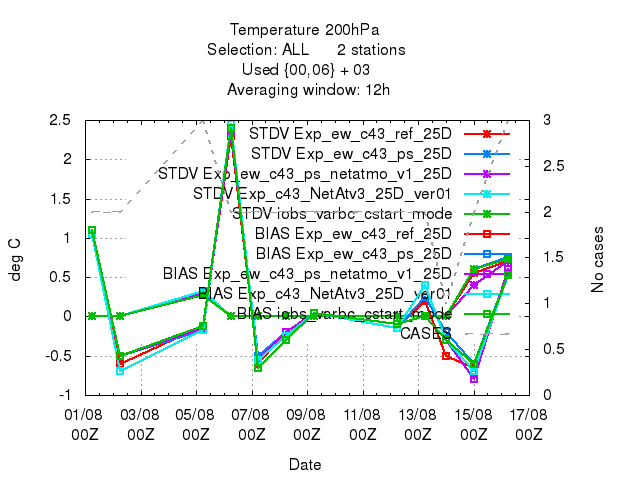 Temperature 200hPa
Selection: ALL 2 stations
Used {00,06} + 03
Averaging window: 12h
STDV Exp_ew_c43_ref_25D
STDV Exp_ew_c43_ps_25D
STDV Exp_ew_c43_ps_netatmo_v1_25D
STDV Exp_c43_NetAtv3_25D_ver01
STDV iobs_varbc_cstart_mode
BIAS Exp_ew_c43_ref_25D
BIAS Exp_ew_c43_ps_25D
BIAS Exp_ew_c43_ps_netatmo_v1_25D
BIAS Exp_c43_NetAtv3_25D_ver01
BIAS iobs_varbc_cstart_mode
CASES
deg C
2.5
2
1.5
1
0.5
0
-0.5
-1
No cases
3
2.5
2
1.5
1
0.5
0
01/08 03/08 05/08 07/08 09/08 11/08 13/08 15/08 17/08
00Z 00Z 00Z 00Z 00Z 00Z 00Z 00Z 00Z
Date